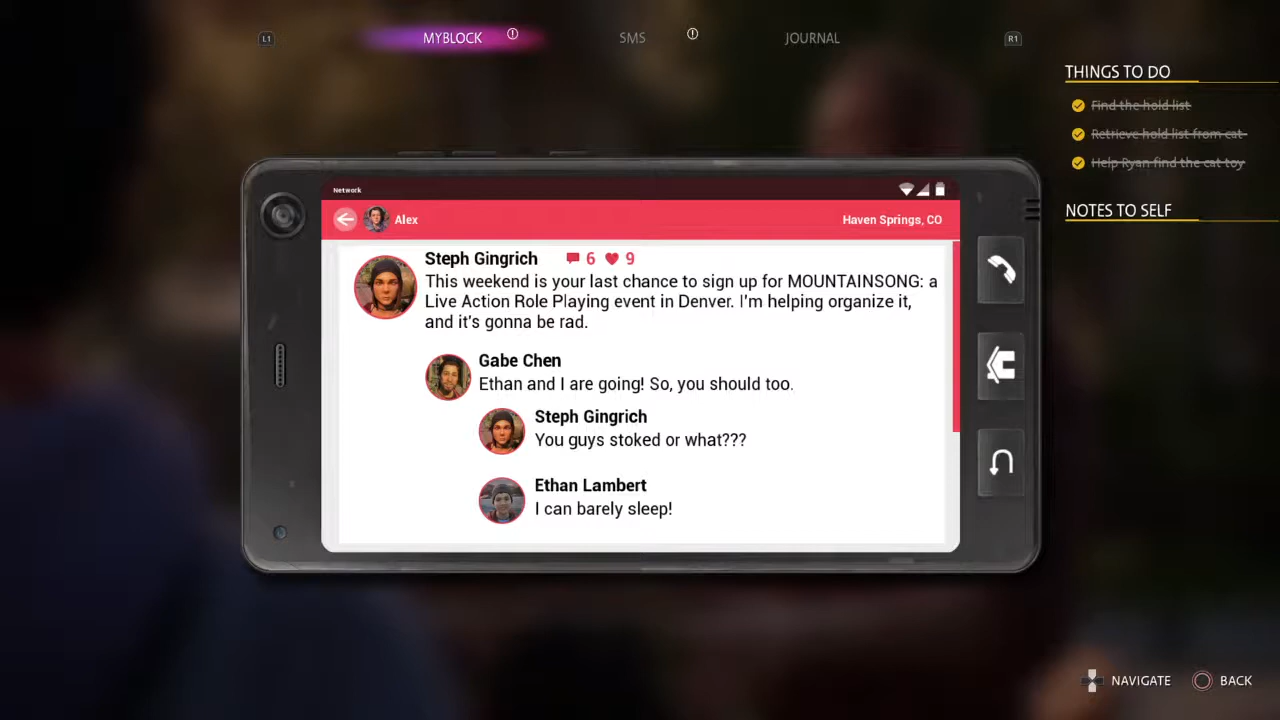 L1
MYBLOCK
SMS
JOURNAL
R1
THINGS TO DO
Find the hold list
Retrieve hold list from cat
Help Ryan find the cat toy
NOTES TO SELF
Network
Alex
Haven Springs, CO
Steph Gingrich 6 9
This weekend is your last chance to sign up for MOUNTAINSONG: a
Live Action Role Playing event in Denver. I'm helping organize it,
and it's gonna be rad.
Gabe Chen
Ethan and I are going! So, you should too.
Steph Gingrich
You guys stoked or what???
Ethan Lambert
I can barely sleep!
NAVIGATE
BACK